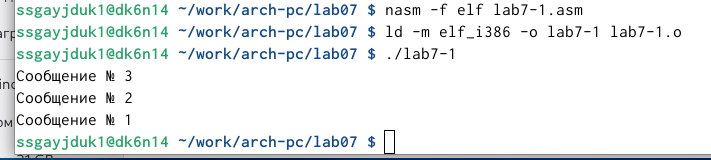 ssgayjduk1@dk6n14 ~/work/arch-pc/lab07 $ nasm -f elf lab7-1.asm
ssgayjduk1@dk6n14 ~/work/arch-pc/lab07 $ ld -m elf_i386 -o lab7-1 lab7-1.o
ssgayjduk1@dk6n14 ~/work/arch-pc/lab07 $ ./lab7-1
Сообщение № 3
Сообщение № 2
Сообщение № 1
ssgayjduk1@dk6n14 ~/work/arch-pc/lab07 $